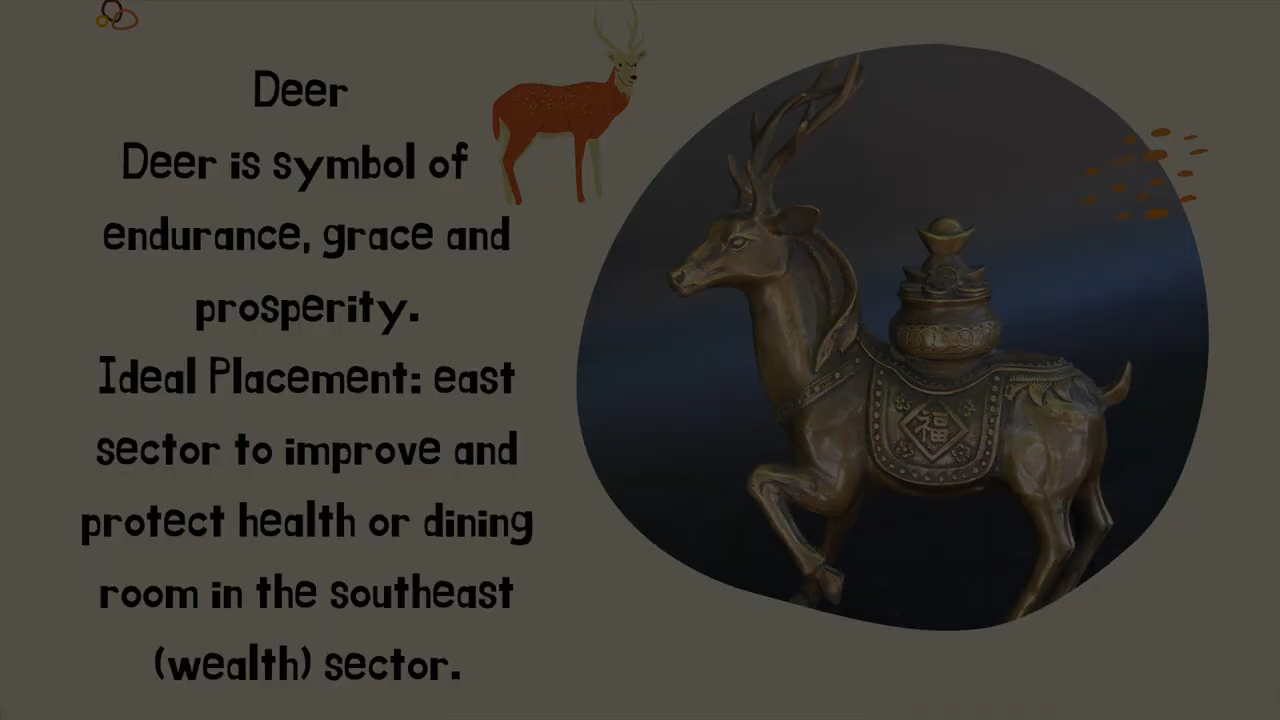 Deer
Deer is symbol of
endurance, grace and
prosperity.
Ideal Placement: east
sector to improve and
protect health or dining
room in the southeast
(wealth) sector.
福